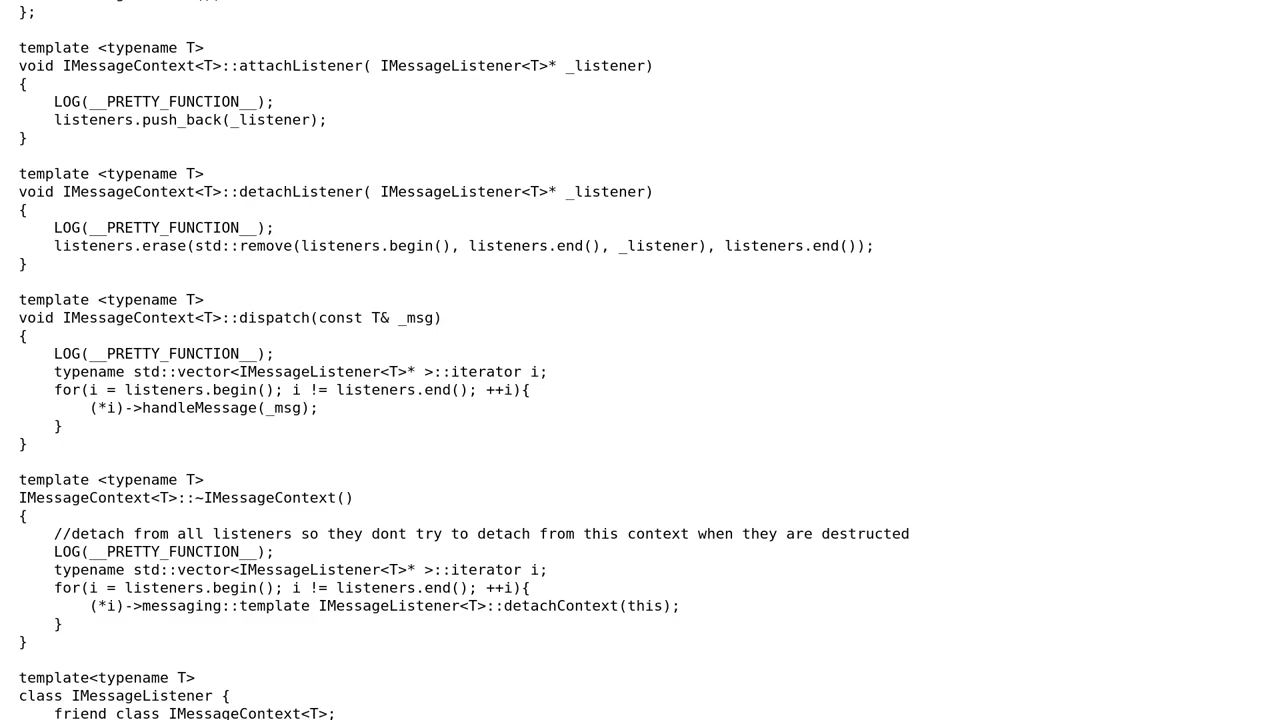 };
template <typename T>
void IMessageContext<T>::attachListener( IMessageListener<T>* _listener)
{
    LOG(__PRETTY_FUNCTION__);
    listeners.push_back(_listener);
}
template <typename T>
void IMessageContext<T>::detachListener( IMessageListener<T>* _listener)
{
    LOG(__PRETTY_FUNCTION__);
    listeners.erase(std::remove(listeners.begin(), listeners.end(), _listener), listeners.end());
}
template <typename T>
void IMessageContext<T>::dispatch(const T& _msg)
{
    LOG(__PRETTY_FUNCTION__);
    typename std::vector<IMessageListener<T>* >::iterator i;
    for(i = listeners.begin(); i != listeners.end(); ++i){
        (*i)->handleMessage(_msg);
    }
}
template <typename T>
IMessageContext<T>::~IMessageContext()
{
    //detach from all listeners so they dont try to detach from this context when they are destructed
    LOG(__PRETTY_FUNCTION__);
    typename std::vector<IMessageListener<T>* >::iterator i;
    for(i = listeners.begin(); i != listeners.end(); ++i){
        (*i)->messaging::template IMessageListener<T>::detachContext(this);
    }
}
template<typename T>
class IMessageListener {
    friend class IMessageContext<T>;